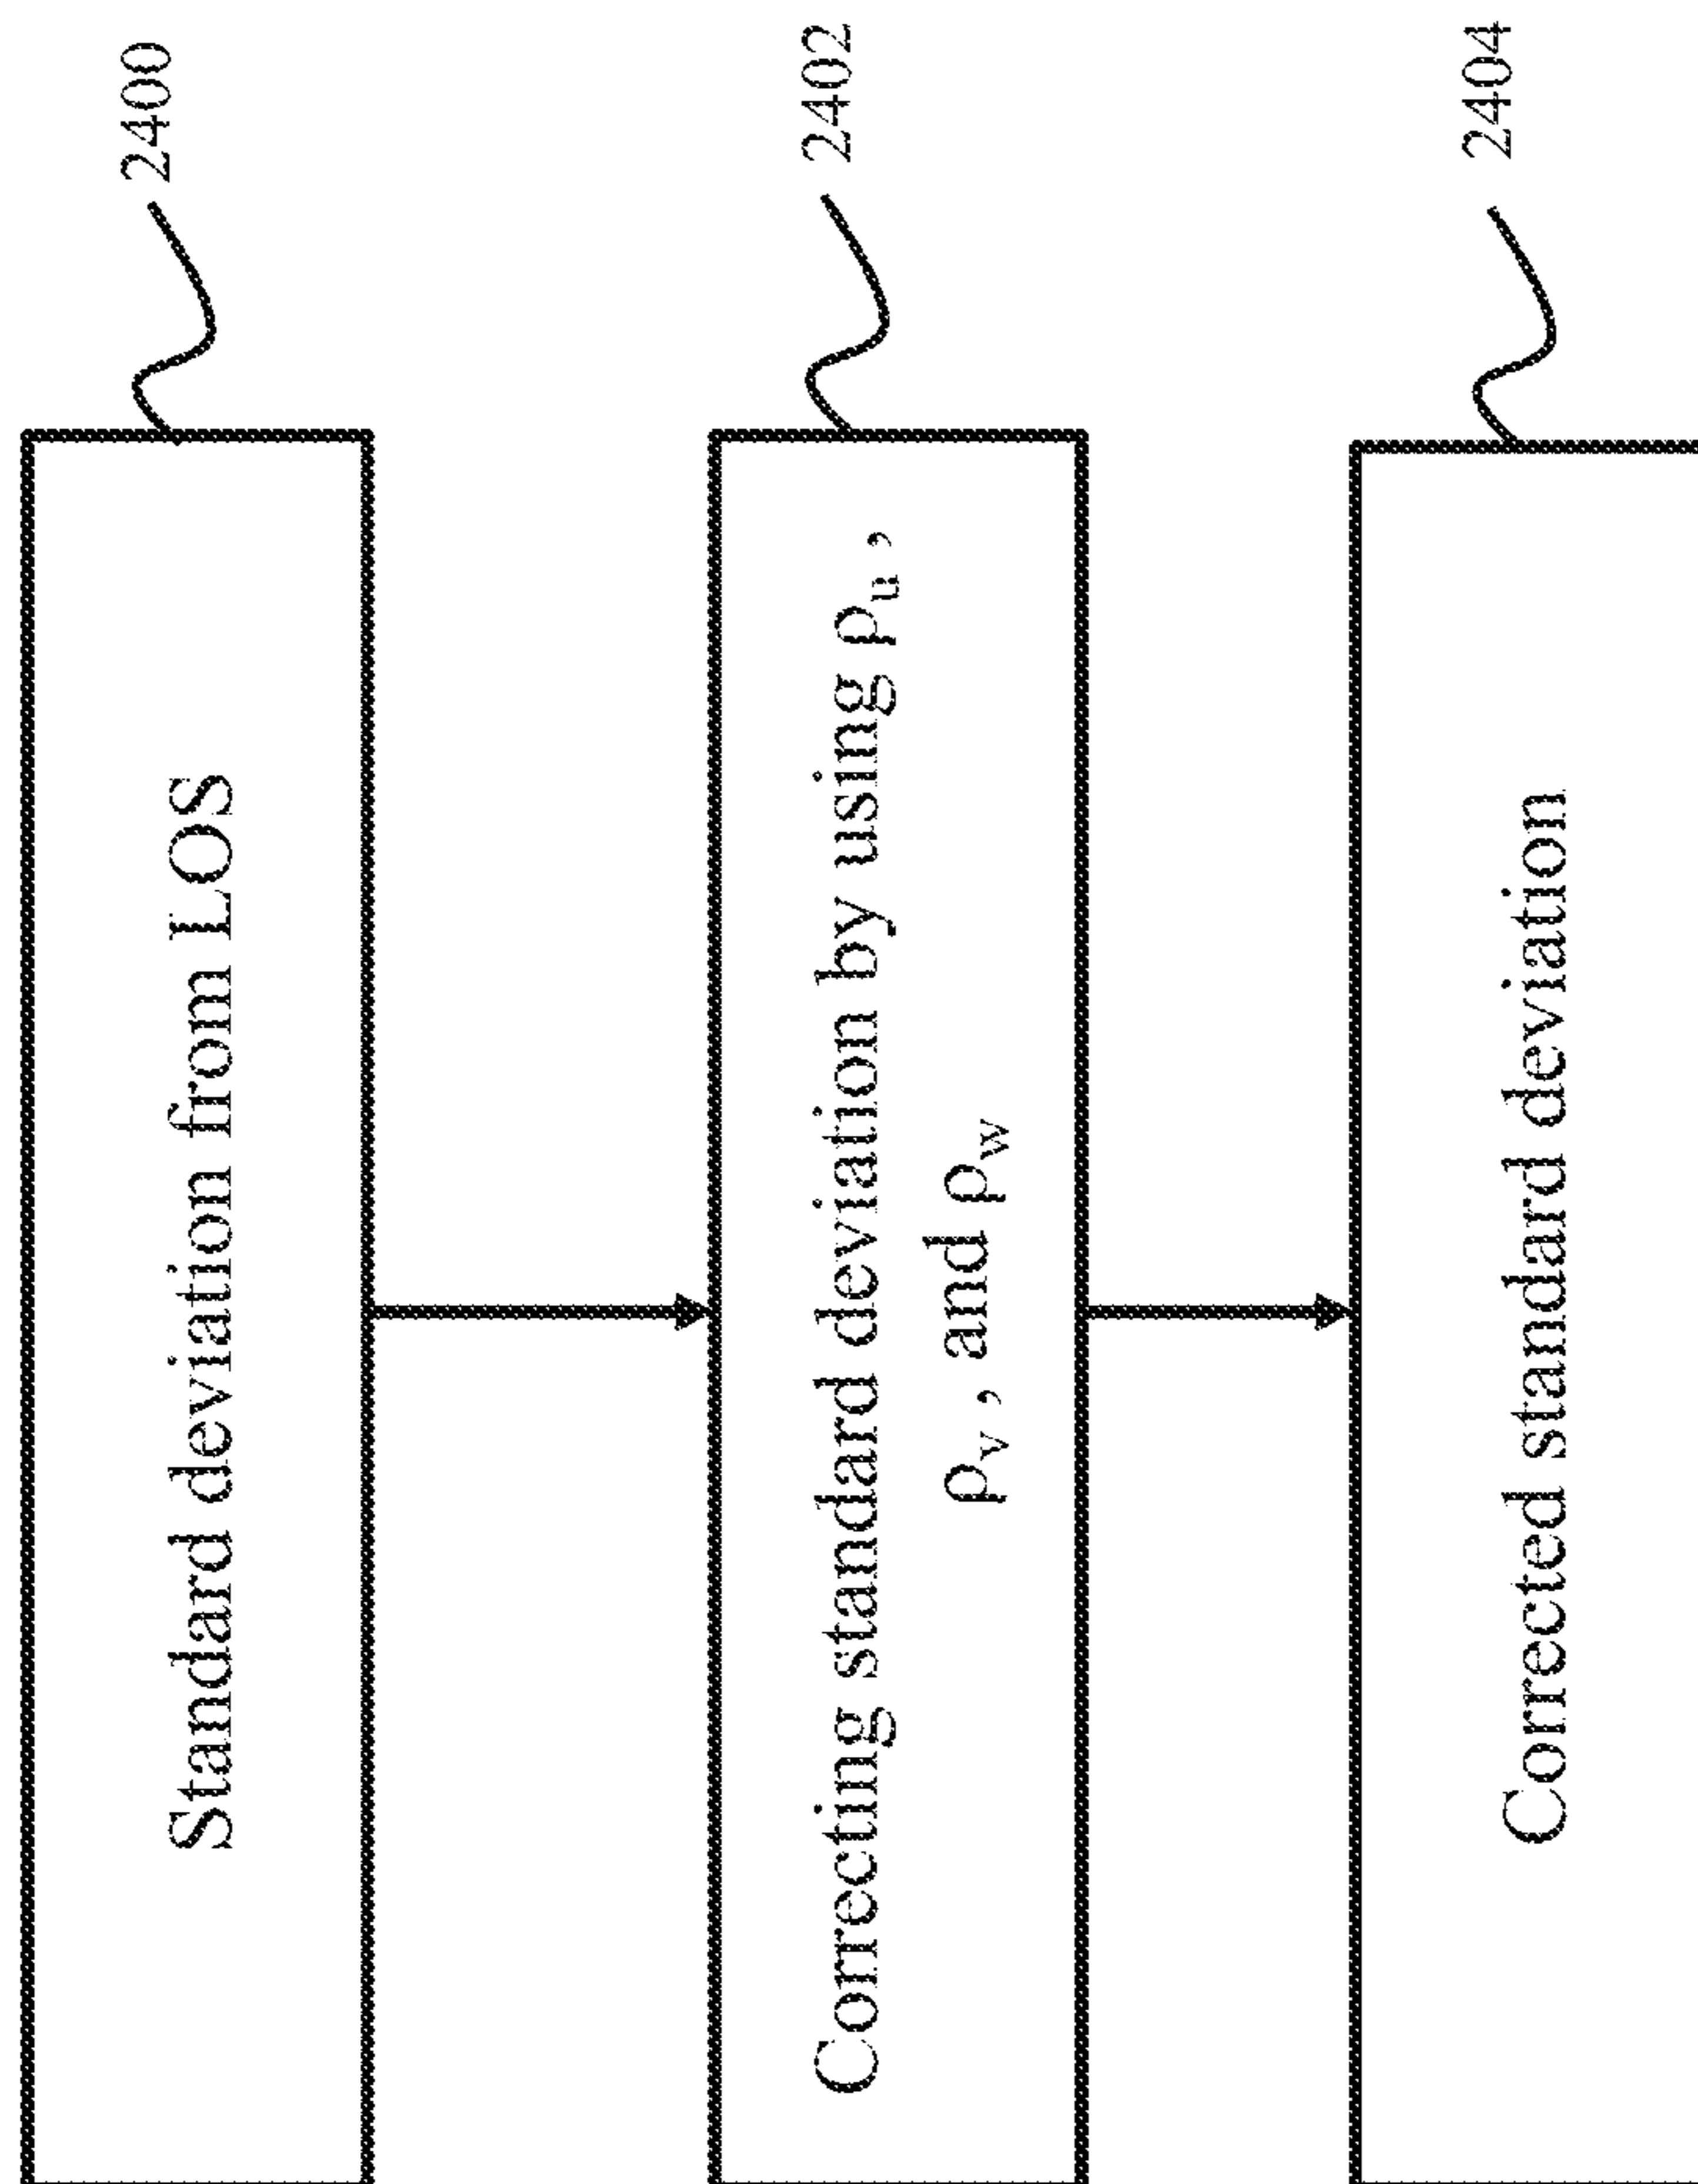 Standard deviation from LOS
2400
Correcting standard deviation by using ρu ,
ρv , and ρw
2402
Corrected standard deviation
2404